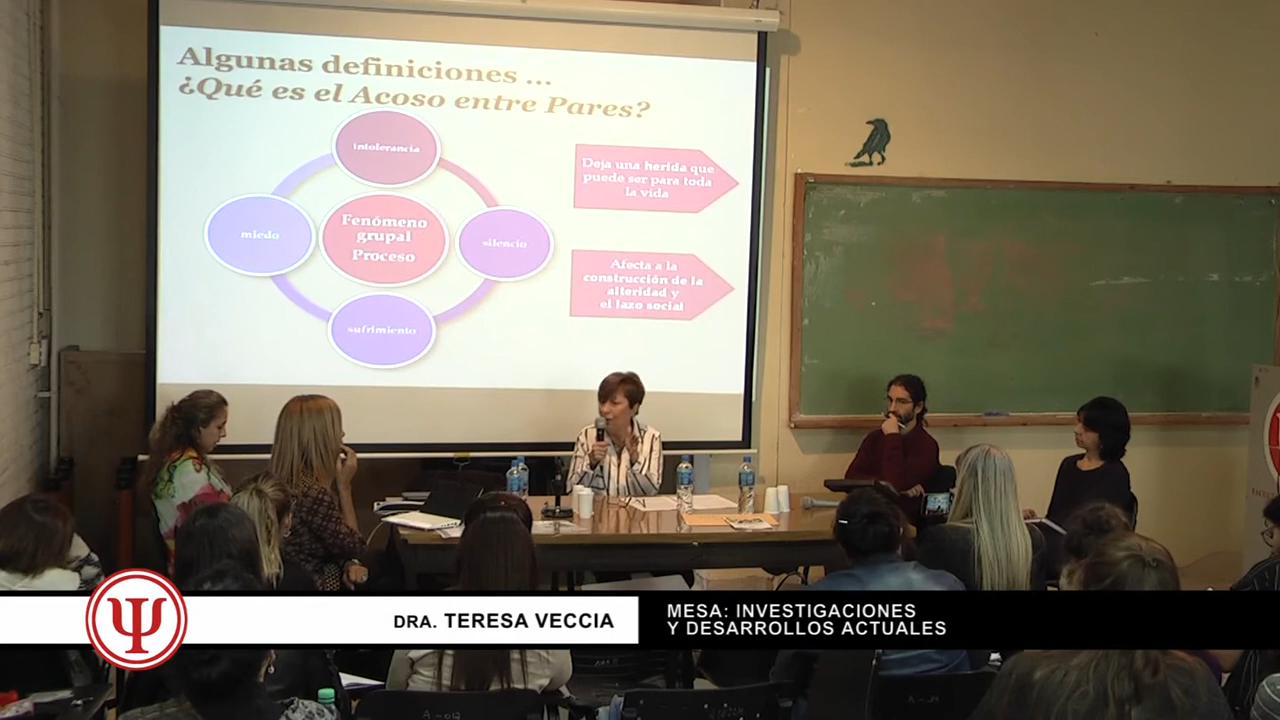 Algunas definiciones ...
¿Qué es el Acoso entre Pares?
intolerancia
miedo
Fenómeno
grupal
Proceso
silencio
sufrimiento
Deja una herida que
puede ser para toda
la vida
Afecta a la
construcción de la
alteridad y
el lazo social
Ψ
DRA. TERESA VECCIA
MESA: INVESTIGACIONES
Y DESARROLLOS ACTUALES